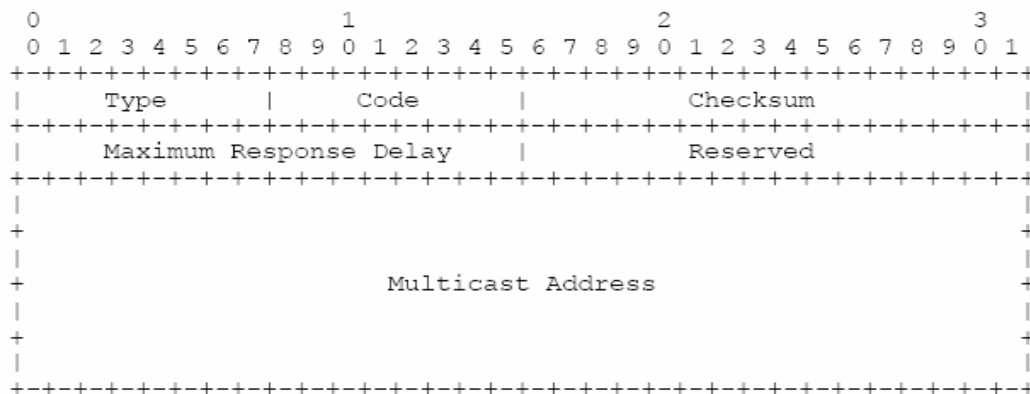 0                   1                   2                   3
 0 1 2 3 4 5 6 7 8 9 0 1 2 3 4 5 6 7 8 9 0 1 2 3 4 5 6 7 8 9 0 1
+-+-+-+-+-+-+-+-+-+-+-+-+-+-+-+-+-+-+-+-+-+-+-+-+-+-+-+-+-+-+-+-+
|     Type      |     Code      |          Checksum             |
+-+-+-+-+-+-+-+-+-+-+-+-+-+-+-+-+-+-+-+-+-+-+-+-+-+-+-+-+-+-+-+-+
|     Maximum Response Delay    |          Reserved             |
+-+-+-+-+-+-+-+-+-+-+-+-+-+-+-+-+-+-+-+-+-+-+-+-+-+-+-+-+-+-+-+-+
|                                                               |
+                                                               +
|                                                               |
+                       Multicast Address                       +
|                                                               |
+                                                               +
|                                                               |
+-+-+-+-+-+-+-+-+-+-+-+-+-+-+-+-+-+-+-+-+-+-+-+-+-+-+-+-+-+-+-+-+